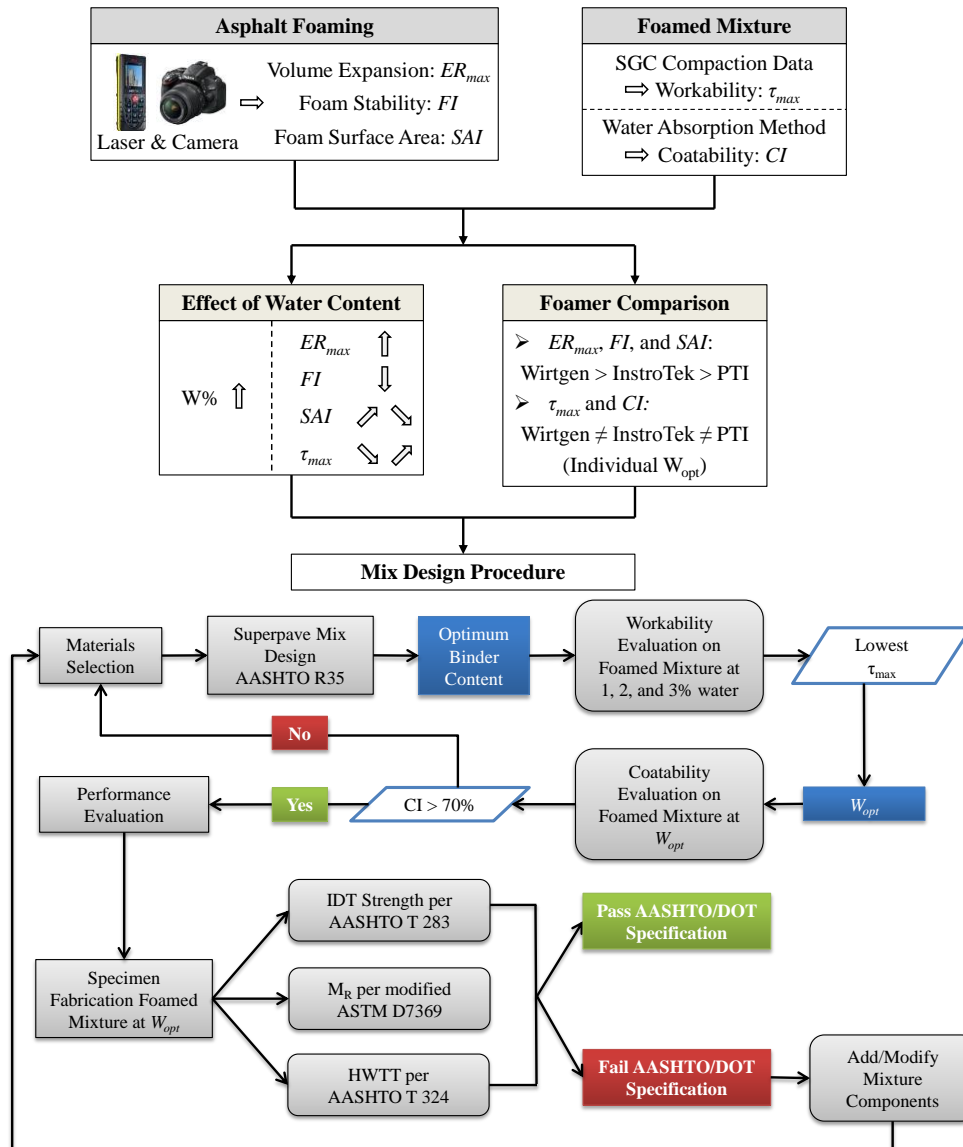 Asphalt Foaming
Volume Expansion: ERmax
Foam Stability: FI
Foam Surface Area: SAI
Laser & Camera
Foamed Mixture
SGC Compaction Data
⇨ Workability: τmax
Water Absorption Method
⇨ Coatability: CI
Effect of Water Content
W% ⇧
ERmax ⇧
FI ⇩
SAI ⬀ ⬂
τmax ⬂ ⬀
Foamer Comparison
➢ ERmax, FI, and SAI:
Wirtgen > InstroTek > PTI
➢ τmax and CI:
Wirtgen ≠ InstroTek ≠ PTI
(Individual Wopt)
Mix Design Procedure
Materials
Selection
Superpave Mix
Design
AASHTO R35
Optimum
Binder
Content
Workability
Evaluation on
Foamed Mixture at
1, 2, and 3% water
Lowest
τmax
Wopt
Coatability
Evaluation on
Foamed Mixture at
Wopt
CI > 70%
No
Yes
Performance
Evaluation
Specimen
Fabrication Foamed
Mixture at Wopt
IDT Strength per
AASHTO T 283
MR per modified
ASTM D7369
HWTT per
AASHTO T 324
Pass AASHTO/DOT
Specification
Fail AASHTO/DOT
Specification
Add/Modify
Mixture
Components